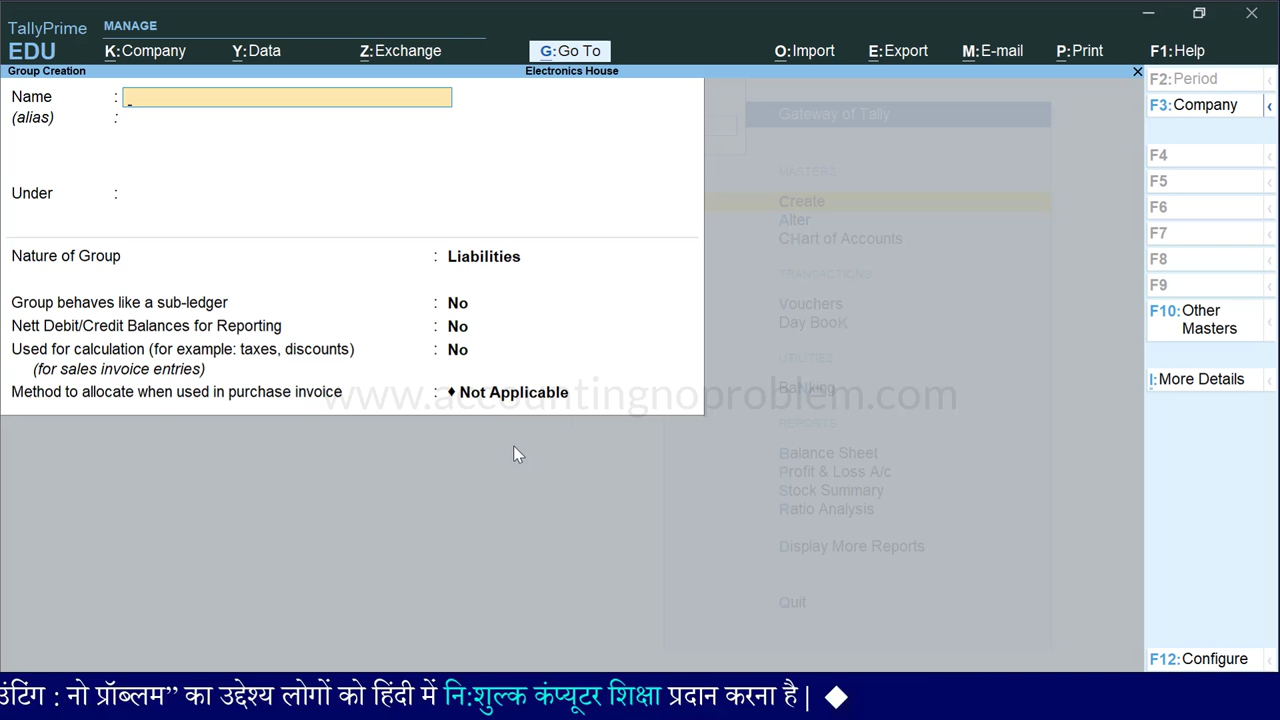 TallyPrime
EDU
MANAGE
K:Company
Y:Data
Z:Exchange
G:Go To
O:Import
E:Export
M:E-mail
P:Print
F1:Help
Group Creation
Electronics House
Name :
(alias) :
Under :
Nature of Group : Liabilities
Group behaves like a sub-ledger : No
Nett Debit/Credit Balances for Reporting : No
Used for calculation (for example: taxes, discounts) : No
(for sales invoice entries)
Method to allocate when used in purchase invoice : ♦ Not Applicable
www.accountingnoproblem.com
Gateway of Tally
MASTERS
Create
Alter
CHart of Accounts
TRANSACTIONS
Vouchers
Day BooK
UTILITIES
BaNking
REPORTS
Balance Sheet
Profit & Loss A/c
Stock Summary
Ratio Analysis
Display More Reports
Quit
F2:Period
F3:Company
F4
F5
F6
F7
F8
F9
F10:Other
Masters
I:More Details
F12:Configure
उंटिंग : नो प्रॉब्लम” का उद्देश्य लोगों को हिंदी में नि:शुल्क कंप्यूटर शिक्षा प्रदान करना है | ◆